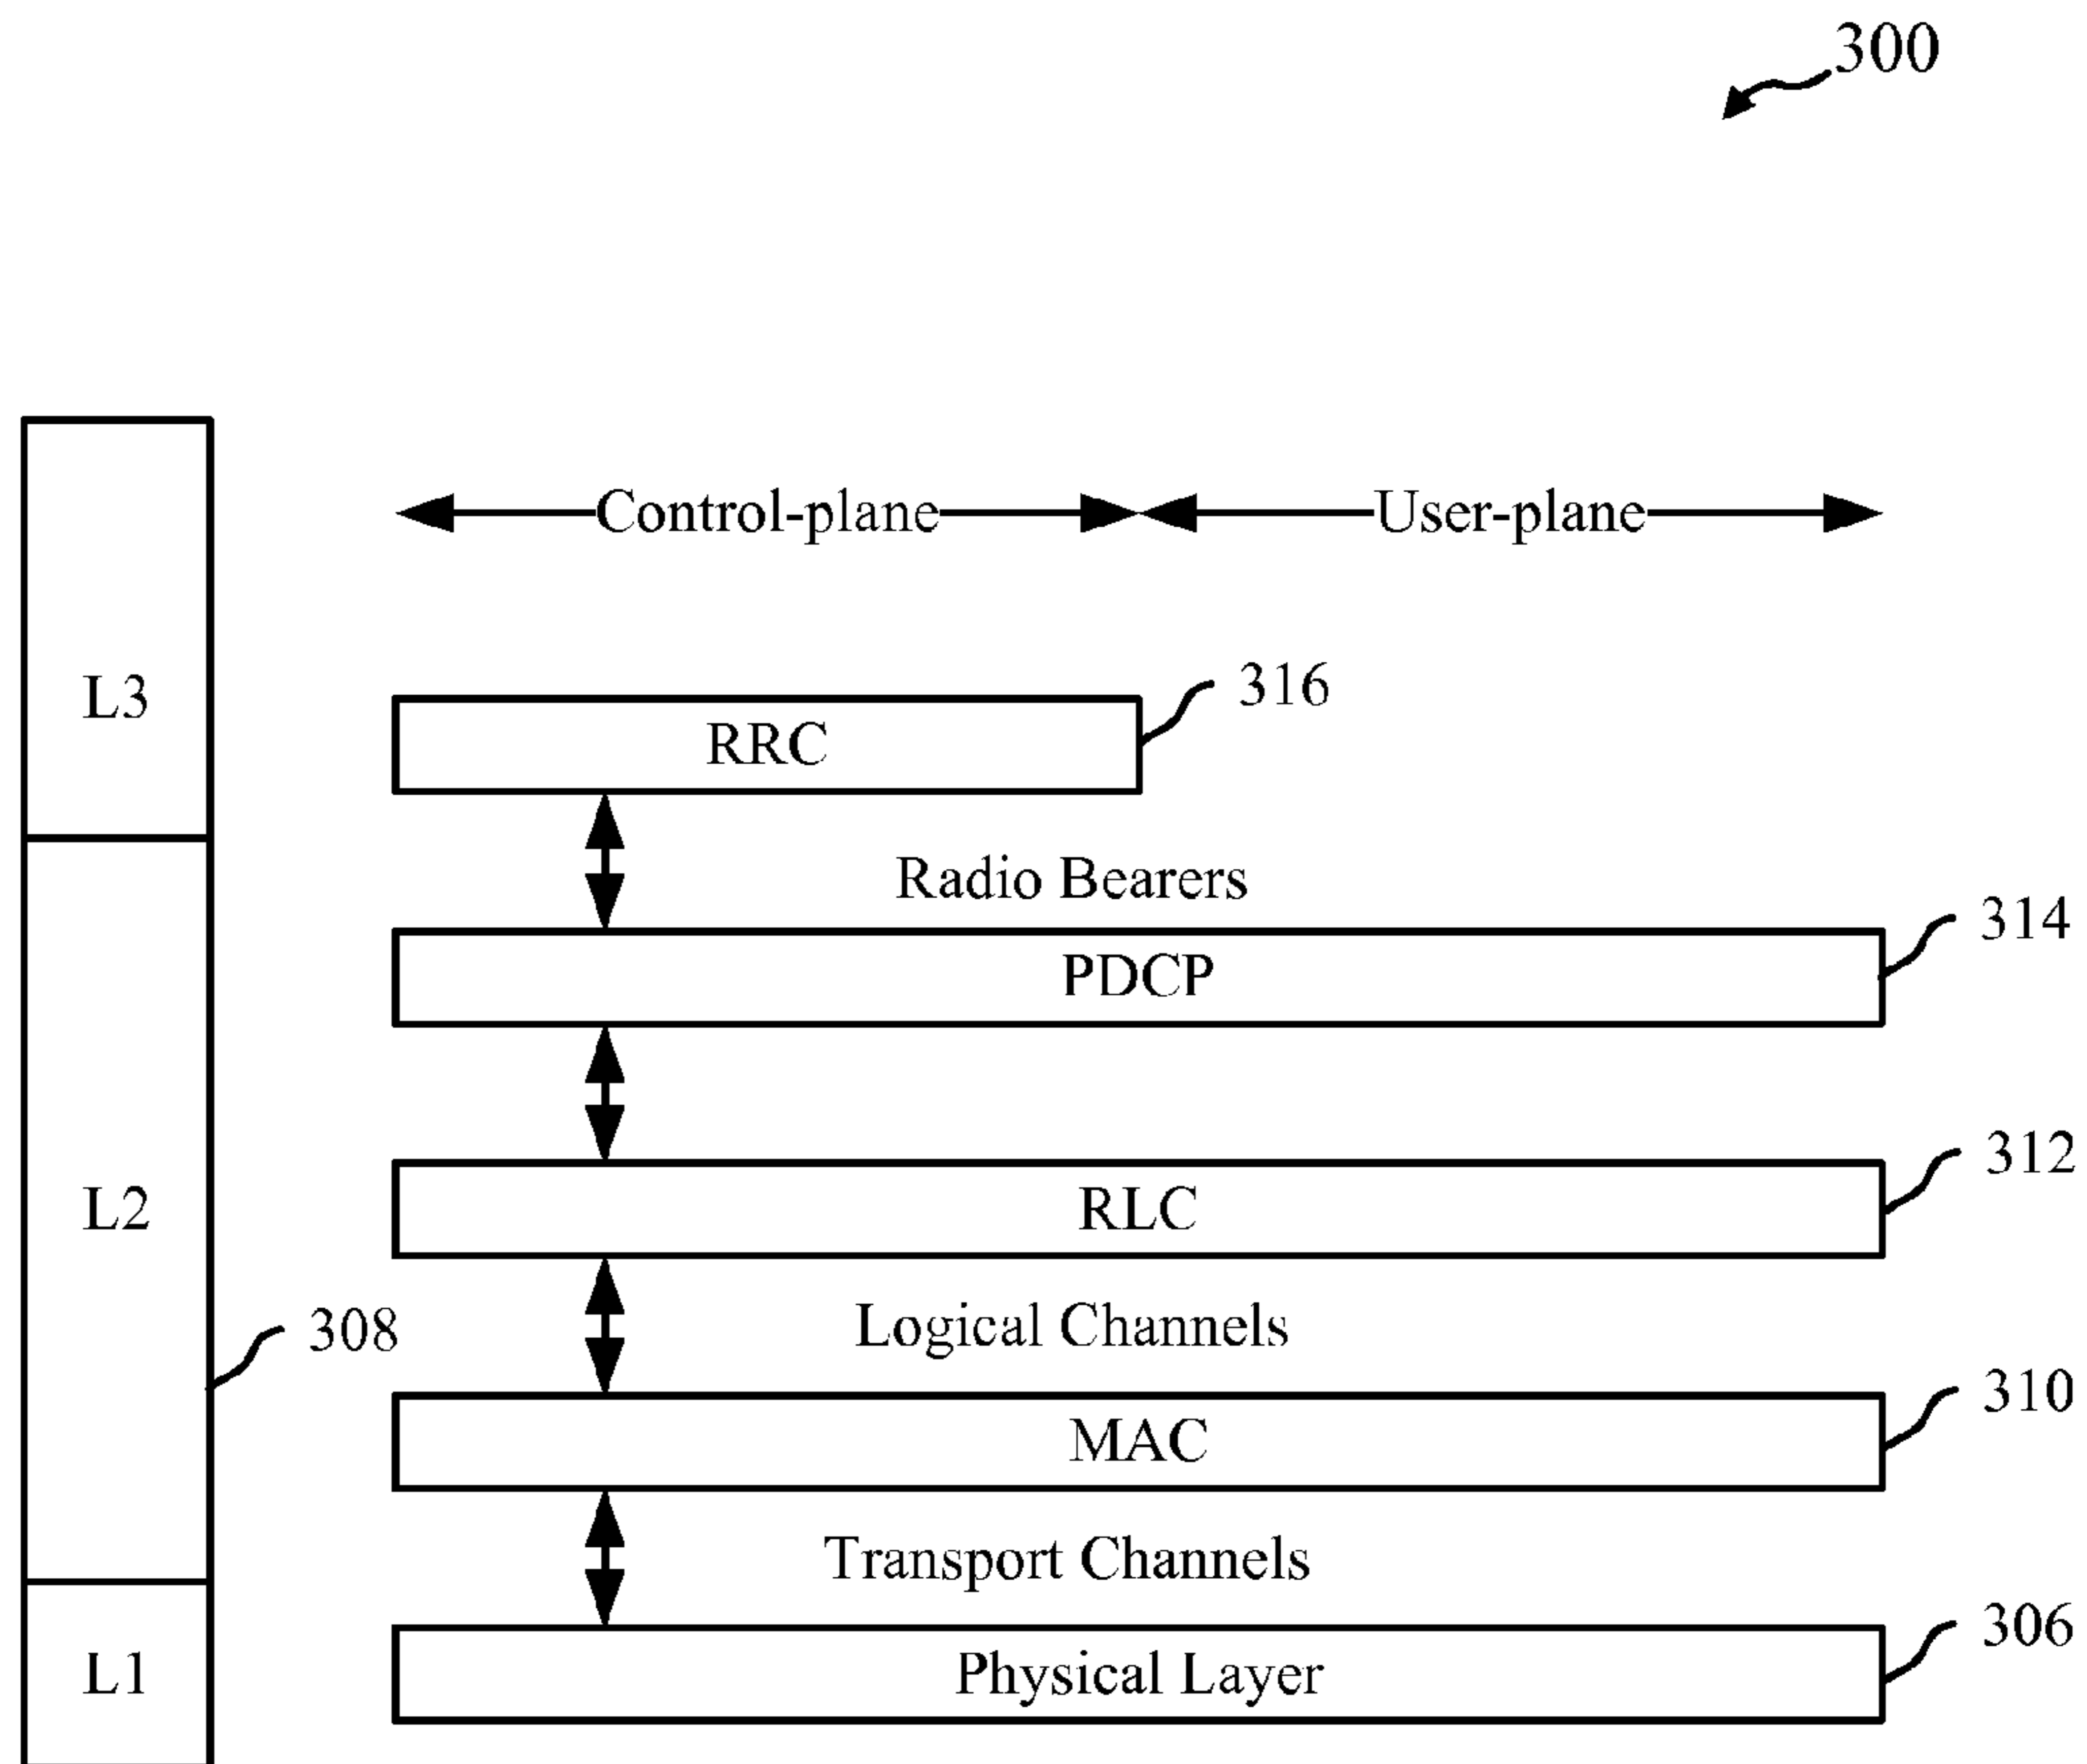 300
Control-plane
User-plane
L3
RRC
316
Radio Bearers
PDCP
314
L2
RLC
312
308
Logical Channels
MAC
310
Transport Channels
L1
Physical Layer
306